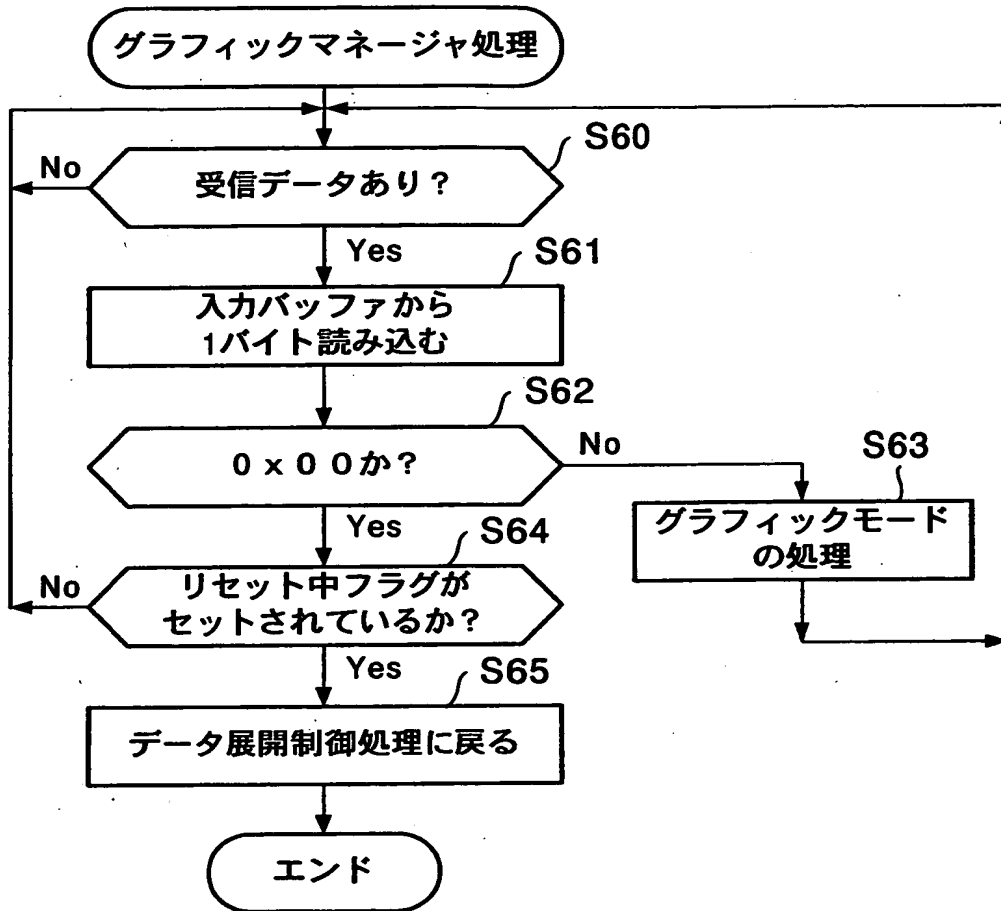 グラフィックマネージャ処理
S60
No
受信データあり？
Yes
S61
入力バッファから
1バイト読み込む
S62
０ｘ００か？
No
S63
グラフィックモード
の処理
Yes
S64
No
リセット中フラグが
セットされているか？
Yes
S65
データ展開制御処理に戻る
エンド